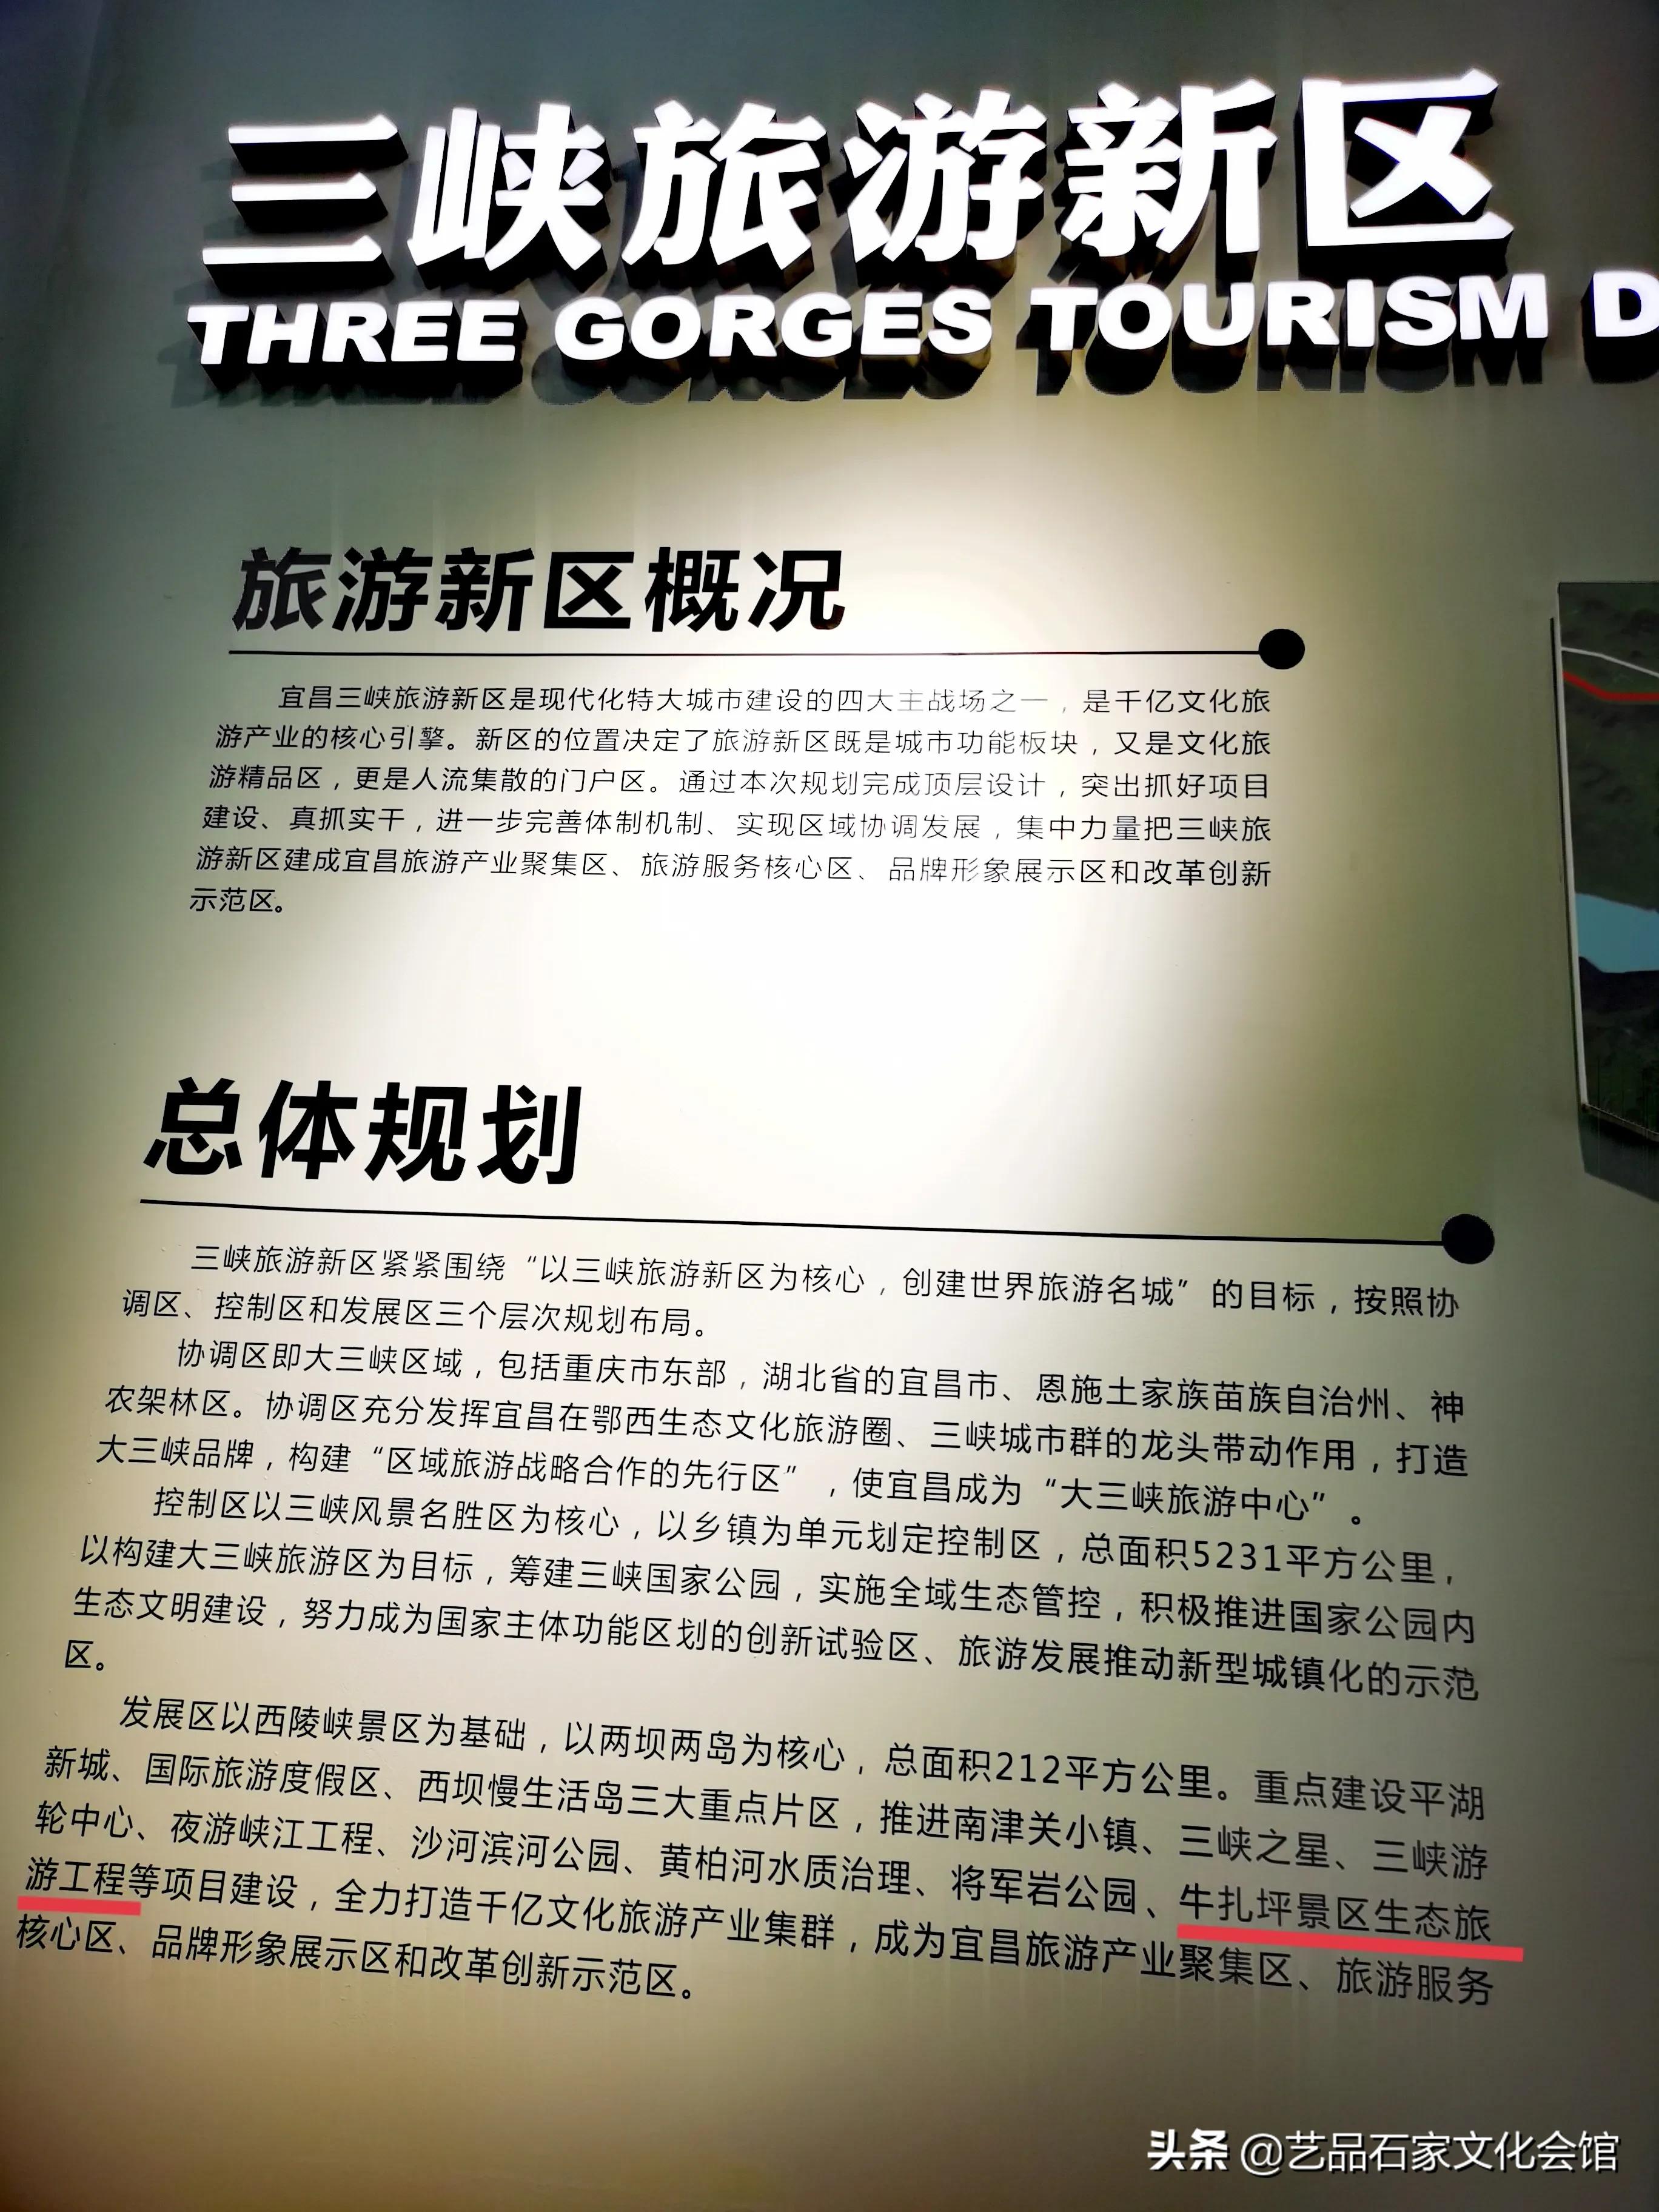 三峡旅游新区
THREE GORGES TOURISM D
旅游新区概况
宜昌三峡旅游新区是现代化特大城市建设的四大主战场之一，是千亿文化旅
游产业的核心引擎。新区的位置决定了旅游新区既是城市功能板块，又是文化旅
游精品区，更是人流集散的门户区。通过本次规划完成顶层设计，突出抓好项目
建设、真抓实干，进一步完善体制机制、实现区域协调发展，集中力量把三峡旅
游新区建成宜昌旅游产业聚集区、旅游服务核心区、品牌形象展示区和改革创新
示范区。
总体规划
三峡旅游新区紧紧围绕“以三峡旅游新区为核心，创建世界旅游名城”的目标，按照协
调区、控制区和发展区三个层次规划布局。
协调区即大三峡区域，包括重庆市东部，湖北省的宜昌市、恩施土家族苗族自治州、神
农架林区。协调区充分发挥宜昌在鄂西生态文化旅游圈、三峡城市群的龙头带动作用，打造
大三峡品牌，构建“区域旅游战略合作的先行区”，使宜昌成为“大三峡旅游中心”。
控制区以三峡风景名胜区为核心，以乡镇为单元划定控制区，总面积5231平方公里，
以构建大三峡旅游区为目标，筹建三峡国家公园，实施全域生态管控，积极推进国家公园内
生态文明建设，努力成为国家主体功能区划的创新试验区、旅游发展推动新型城镇化的示范
区。
发展区以西陵峡景区为基础，以两坝两岛为核心，总面积212平方公里。重点建设平湖
新城、国际旅游度假区、西坝慢生活岛三大重点片区，推进南津关小镇、三峡之星、三峡游
轮中心、夜游峡江工程、沙河滨河公园、黄柏河水质治理、将军岩公园、牛扎坪景区生态旅
游工程等项目建设，全力打造千亿文化旅游产业集群，成为宜昌旅游产业聚集区、旅游服务
核心区、品牌形象展示区和改革创新示范区。
头条 @艺品石家文化会馆